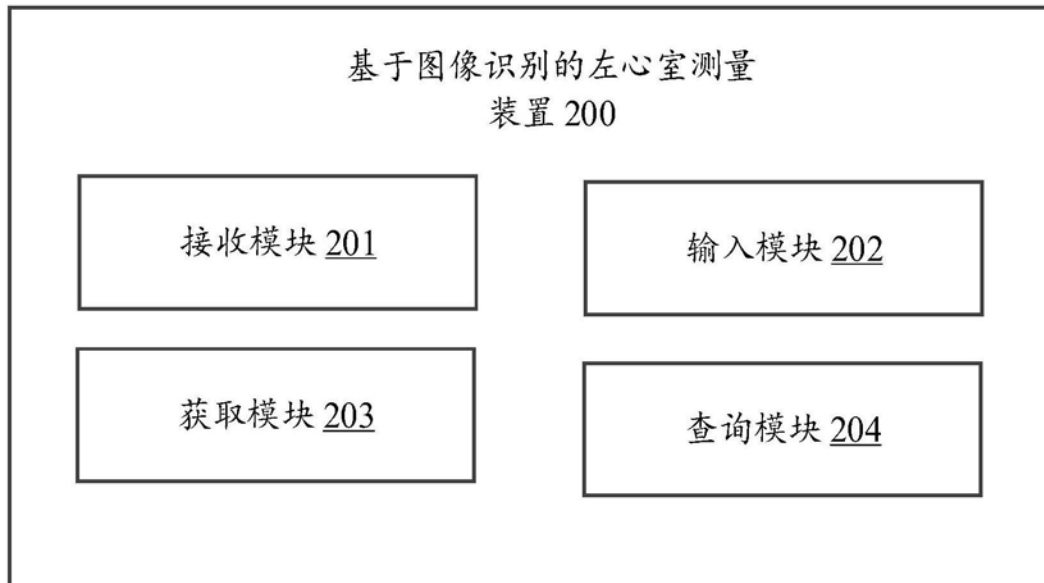 基于图像识别的左心室测量
装置 200
接收模块 201
输入模块 202
获取模块 203
查询模块 204